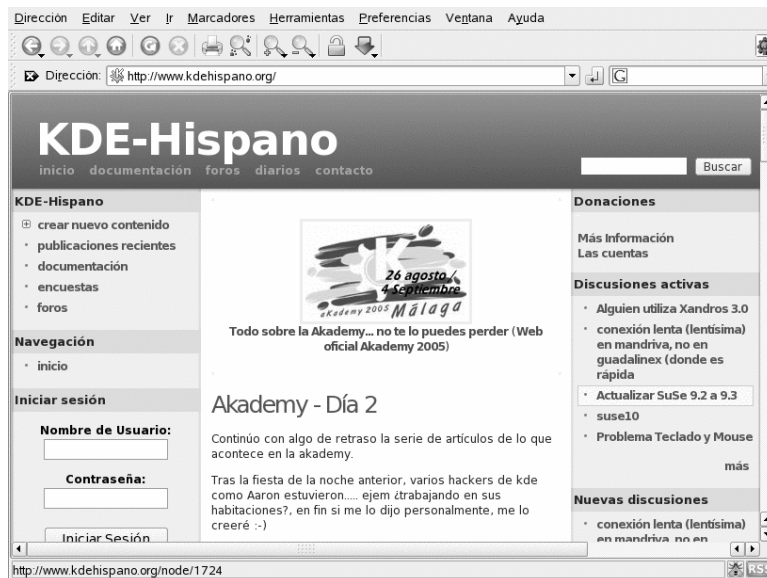 Dirección Editar Ver Ir Marcadores Herramientas Preferencias Ventana Ayuda
Dirección: http://www.kdehispano.org/
G
KDE-Hispano
inicio documentación foros diarios contacto
Buscar
KDE-Hispano
crear nuevo contenido
publicaciones recientes
documentación
encuestas
foros
Navegación
inicio
Iniciar sesión
Nombre de Usuario:
Contraseña:
Iniciar Sesión
K
26 agosto /
4 Septiembre
aKademy 2005 Málaga
Todo sobre la Akademy... no te lo puedes perder (Web
oficial Akademy 2005)
Akademy - Día 2
Continúo con algo de retraso la serie de artículos de lo que
acontece en la akademy.
Tras la fiesta de la noche anterior, varios hackers de kde
como Aaron estuvieron..... ejem ¿trabajando en sus
habitaciones?, en fin si me lo dijo personalmente, me lo
creeré :-)
Donaciones
Más Información
Las cuentas
Discusiones activas
Alguien utiliza Xandros 3.0
conexión lenta (lentísima)
en mandriva, no en
guadalinex (donde es
rápida
Actualizar SuSe 9.2 a 9.3
suse10
Problema Teclado y Mouse
más
Nuevas discusiones
conexión lenta (lentísima)
en mandriva, no en
http://www.kdehispano.org/node/1724
RSS